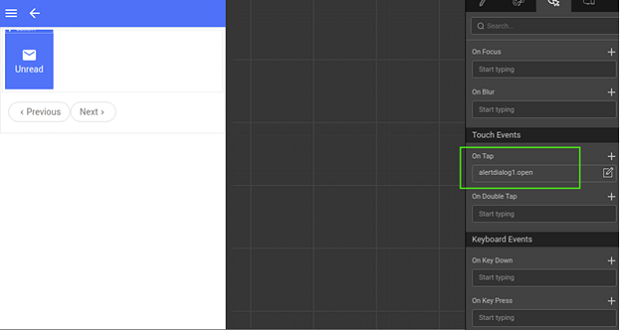 Unread
‹ Previous
Next ›
Search...
On Focus
Start typing
On Blur
Start typing
Touch Events
On Tap
alertdialog1.open
On Double Tap
Start typing
Keyboard Events
On Key Down
Start typing
On Key Press
Start typing